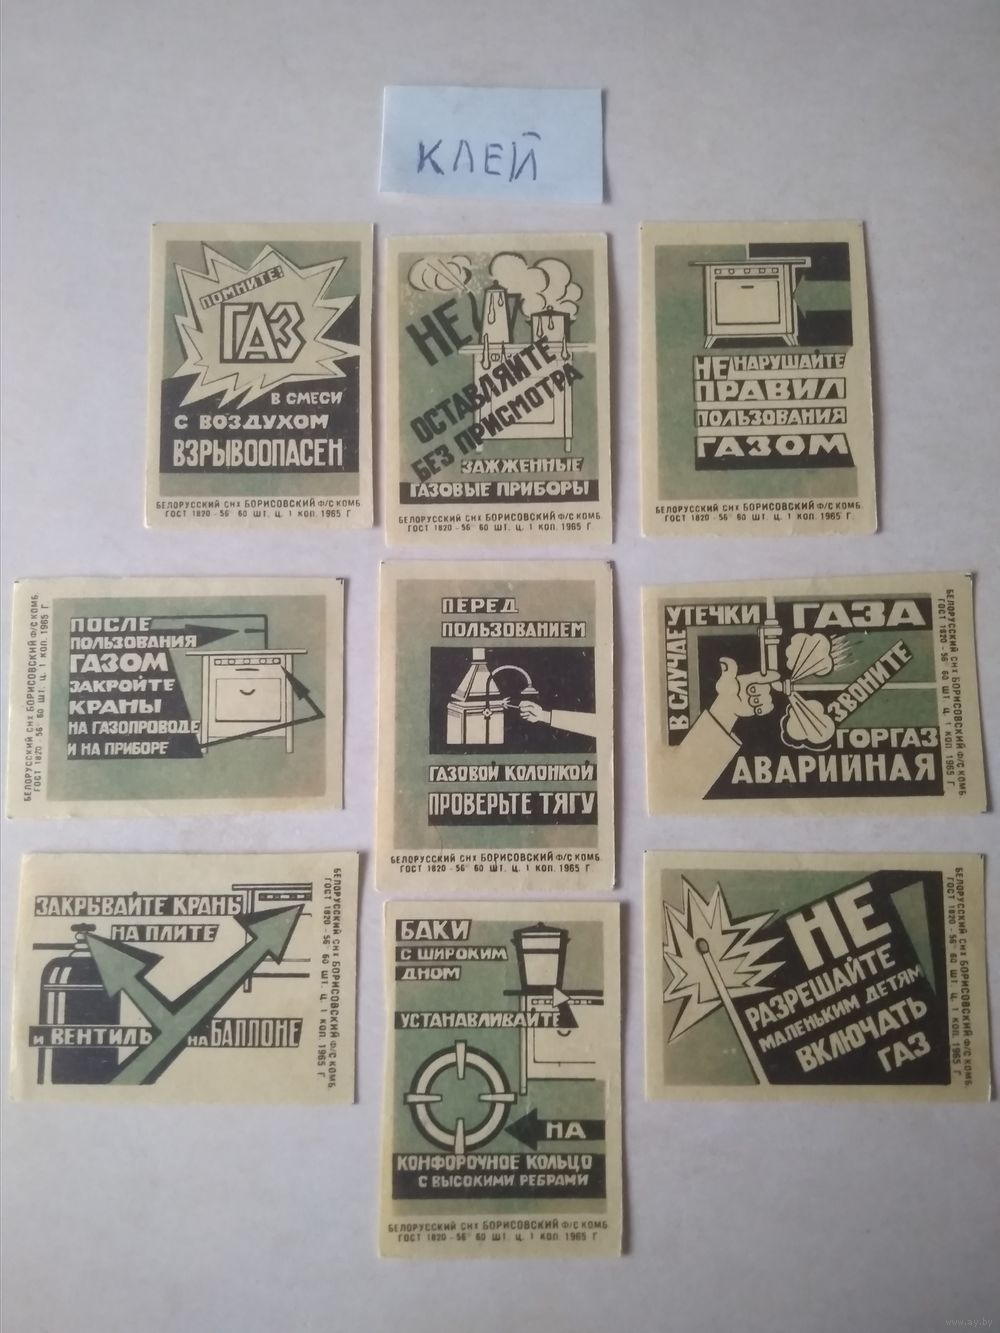 КЛЕЙ
ПОМНИТЕ!
ГАЗ
В СМЕСИ
С ВОЗДУХОМ
ВЗРЫВООПАСЕН
БЕЛОРУССКИЙ СНХ БОРИСОВСКИЙ Ф/С КОМБ.
ГОСТ 1820-56 60 ШТ. Ц. 1 КОП. 1965 Г
НЕ
ОСТАВЛЯЙТЕ
БЕЗ ПРИСМОТРА
ЗАЖЖЕННЫЕ
ГАЗОВЫЕ ПРИБОРЫ
БЕЛОРУССКИЙ СНХ БОРИСОВСКИЙ Ф/С КОМБ.
ГОСТ 1820-56 60 ШТ. Ц. 1 КОП. 1965 Г
НЕ НАРУШАЙТЕ
ПРАВИЛ
ПОЛЬЗОВАНИЯ
ГАЗОМ
БЕЛОРУССКИЙ СНХ БОРИСОВСКИЙ Ф/С КОМБ.
ГОСТ 1820-56 60 ШТ. Ц. 1 КОП. 1965 Г
ПОСЛЕ
ПОЛЬЗОВАНИЯ
ГАЗОМ
ЗАКРОЙТЕ
КРАНЫ
НА ГАЗОПРОВОДЕ
И НА ПРИБОРЕ
БЕЛОРУССКИЙ СНХ БОРИСОВСКИЙ Ф/С КОМБ.
ГОСТ 1820-56 60 ШТ. Ц. 1 КОП. 1965 Г
ПЕРЕД
ПОЛЬЗОВАНИЕМ
ГАЗОВОЙ КОЛОНКОЙ
ПРОВЕРЬТЕ ТЯГУ
БЕЛОРУССКИЙ СНХ БОРИСОВСКИЙ Ф/С КОМБ.
ГОСТ 1820-56 60 ШТ. Ц. 1 КОП. 1965 Г
В СЛУЧАЕ
УТЕЧКИ ГАЗА
ЗВОНИТЕ
ГОРГАЗ
АВАРИЙНАЯ
БЕЛОРУССКИЙ СНХ БОРИСОВСКИЙ Ф/С КОМБ.
ГОСТ 1820-56 60 ШТ. Ц. 1 КОП. 1965 Г
ЗАКРЫВАЙТЕ КРАНЫ
НА ПЛИТЕ
И ВЕНТИЛЬ НА БАЛЛОНЕ
БЕЛОРУССКИЙ СНХ БОРИСОВСКИЙ Ф/С КОМБ.
ГОСТ 1820-56 60 ШТ. Ц. 1 КОП. 1965 Г
БАКИ
С ШИРОКИМ
ДНОМ
УСТАНАВЛИВАЙТЕ
НА
КОНФОРОЧНОЕ КОЛЬЦО
С ВЫСОКИМИ РЕБРАМИ
БЕЛОРУССКИЙ СНХ БОРИСОВСКИЙ Ф/С КОМБ.
ГОСТ 1820-56 60 ШТ. Ц. 1 КОП. 1965 Г
НЕ
РАЗРЕШАЙТЕ
МАЛЕНЬКИМ ДЕТЯМ
ВКЛЮЧАТЬ
ГАЗ
БЕЛОРУССКИЙ СНХ БОРИСОВСКИЙ Ф/С КОМБ.
ГОСТ 1820-56 60 ШТ. Ц. 1 КОП. 1965 Г
www.ay.by